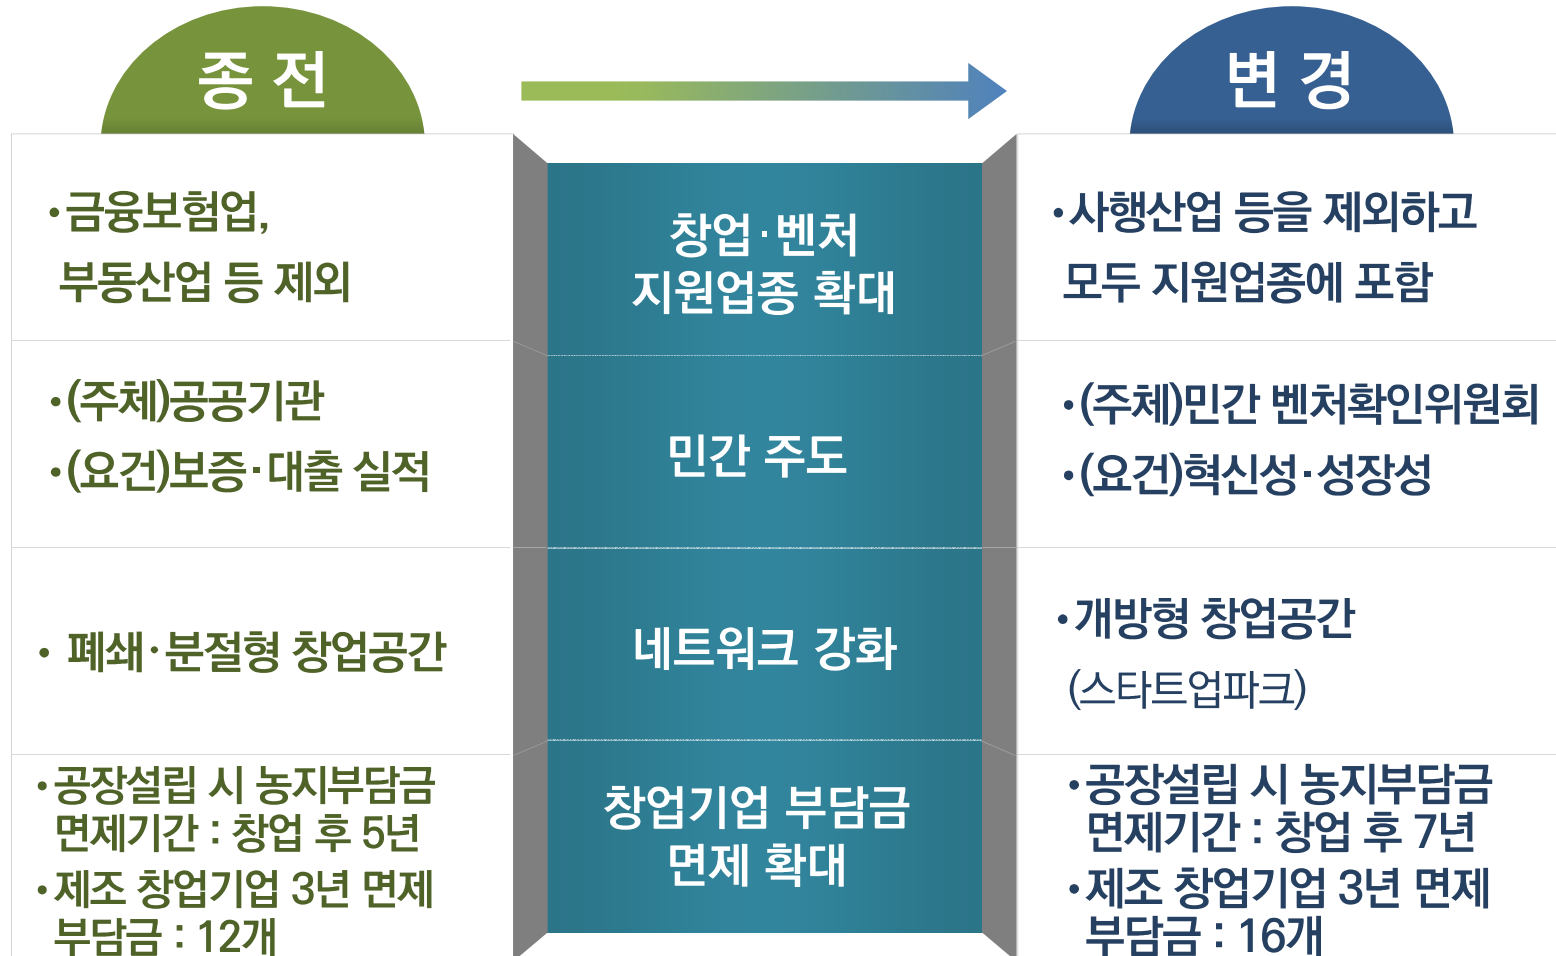 종 전
변 경
·금융보험업,
부동산업 등 제외
창업·벤처
지원업종 확대
·사행산업 등을 제외하고
모두 지원업종에 포함
·(주체)공공기관
·(요건)보증·대출 실적
민간 주도
·(주체)민간 벤처확인위원회
·(요건)혁신성·성장성
· 폐쇄·분절형 창업공간
네트워크 강화
·개방형 창업공간
(스타트업파크)
·공장설립 시 농지부담금
면제기간 : 창업 후 5년
·제조 창업기업 3년 면제
부담금 : 12개
창업기업 부담금
면제 확대
·공장설립 시 농지부담금
면제기간 : 창업 후 7년
·제조 창업기업 3년 면제
부담금 : 16개